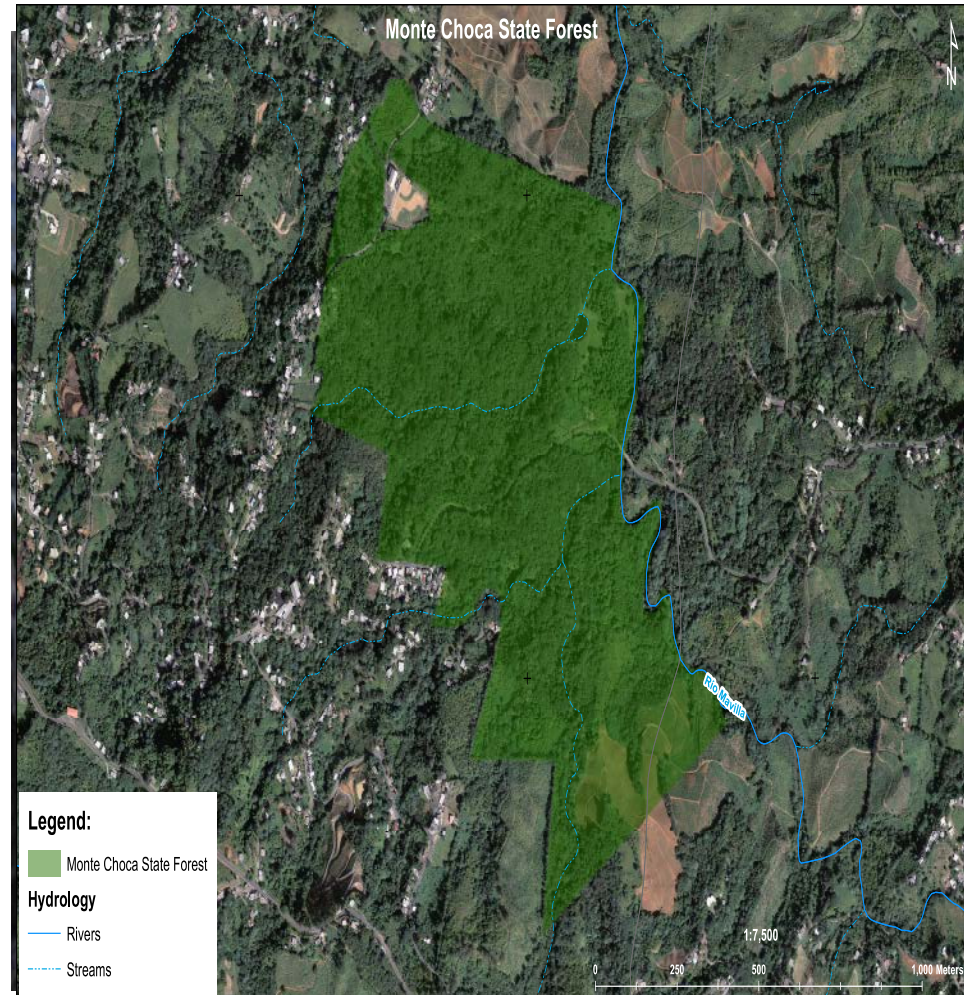 Monte Choca State Forest
N
Río Mavilla
Legend:
Monte Choca State Forest
Hydrology
Rivers
Streams
1:7,500
0 250 500 1,000 Meters